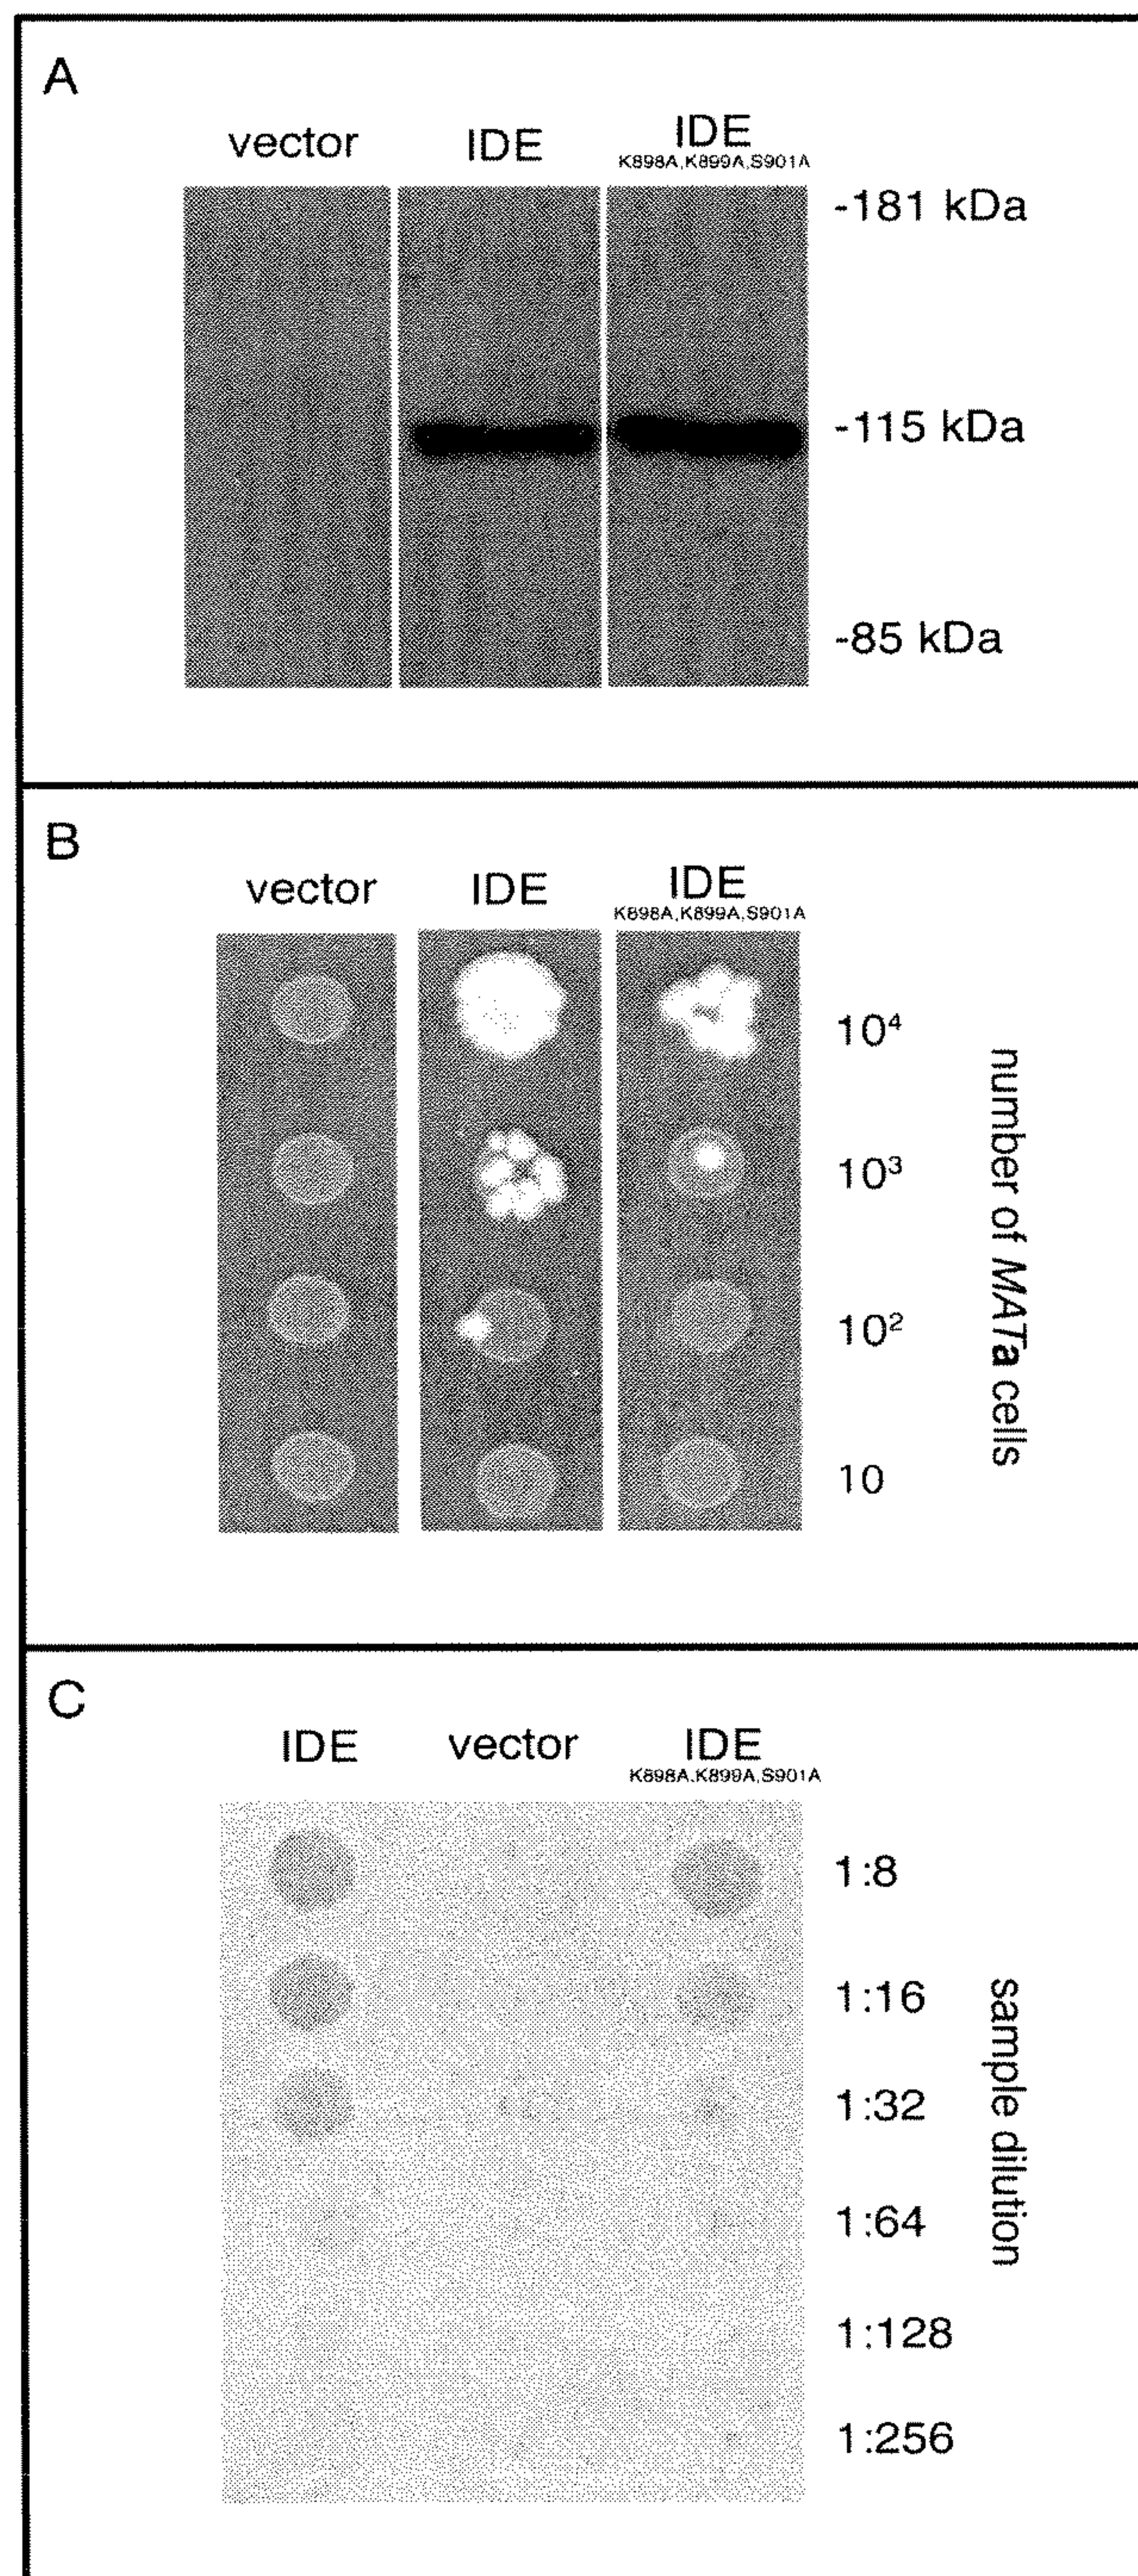 A
vector IDE IDE
K898A,K899A,S901A
-181 kDa
-115 kDa
-85 kDa
B
vector IDE IDE
K898A,K899A,S901A
10⁴
10³
10²
10
number of MATa cells
C
IDE vector IDE
K898A,K899A,S901A
1:8
1:16
1:32
1:64
1:128
1:256
sample dilution